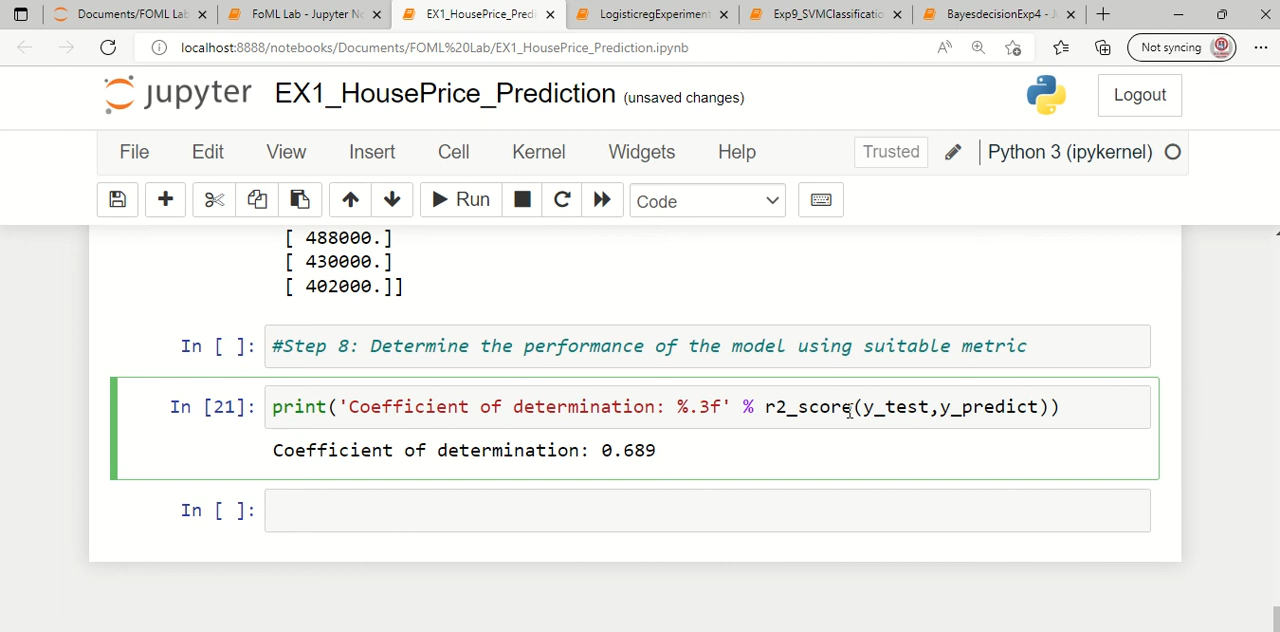 Documents/FOML Lab
FoML Lab - Jupyter No
EX1_HousePrice_Predi
LogisticregExperiment
Exp9_SVMClassificatio
BayesdecisionExp4 - J
localhost:8888/notebooks/Documents/FOML%20Lab/EX1_HousePrice_Prediction.ipynb
Not syncing
jupyter EX1_HousePrice_Prediction (unsaved changes)
Logout
File Edit View Insert Cell Kernel Widgets Help Trusted Python 3 (ipykernel)
Run Code
[ 488000.]
[ 430000.]
[ 402000.]]
In [ ]: #Step 8: Determine the performance of the model using suitable metric
In [21]: print('Coefficient of determination: %.3f' % r2_score(y_test,y_predict))
Coefficient of determination: 0.689
In [ ]: